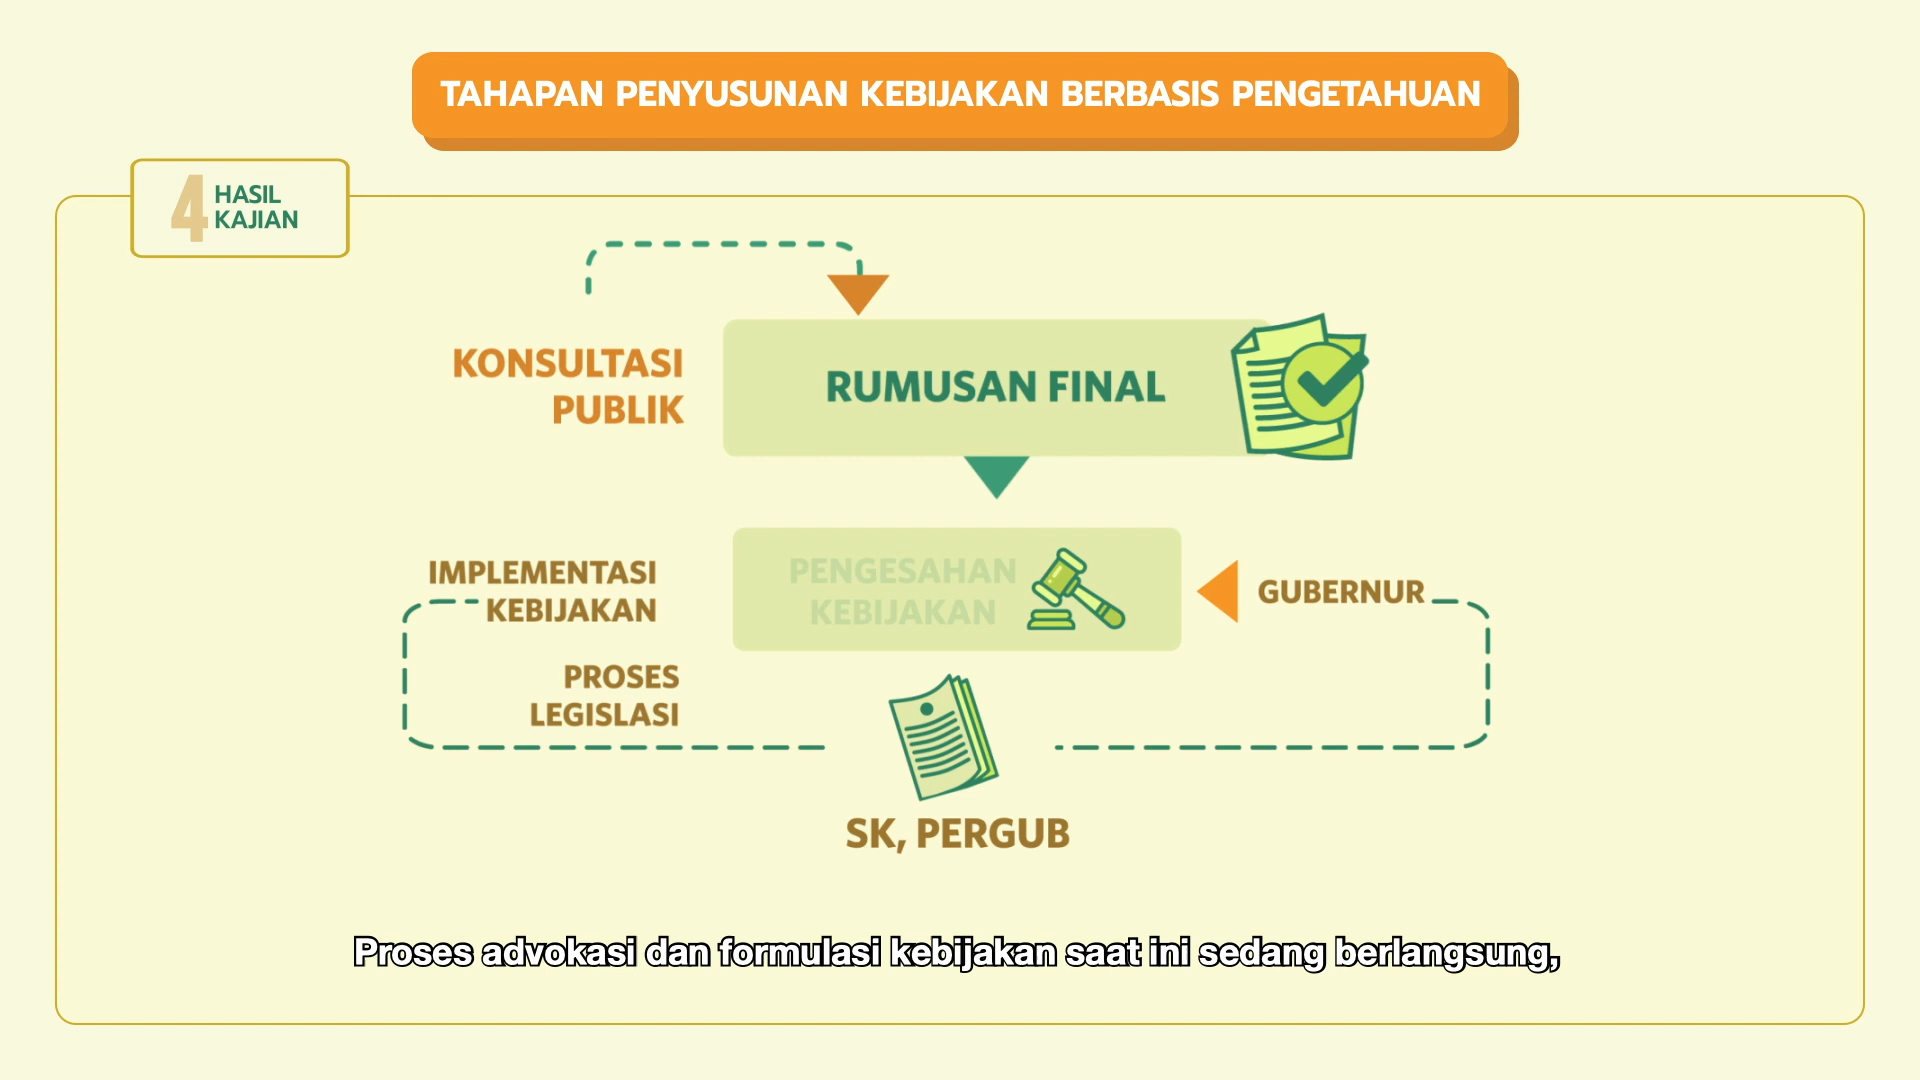 TAHAPAN PENYUSUNAN KEBIJAKAN BERBASIS PENGETAHUAN
4
HASIL
KAJIAN
KONSULTASI
PUBLIK
RUMUSAN FINAL
IMPLEMENTASI
KEBIJAKAN
PENGESAHAN
KEBIJAKAN
GUBERNUR
PROSES
LEGISLASI
SK, PERGUB
Proses advokasi dan formulasi kebijakan saat ini sedang berlangsung,